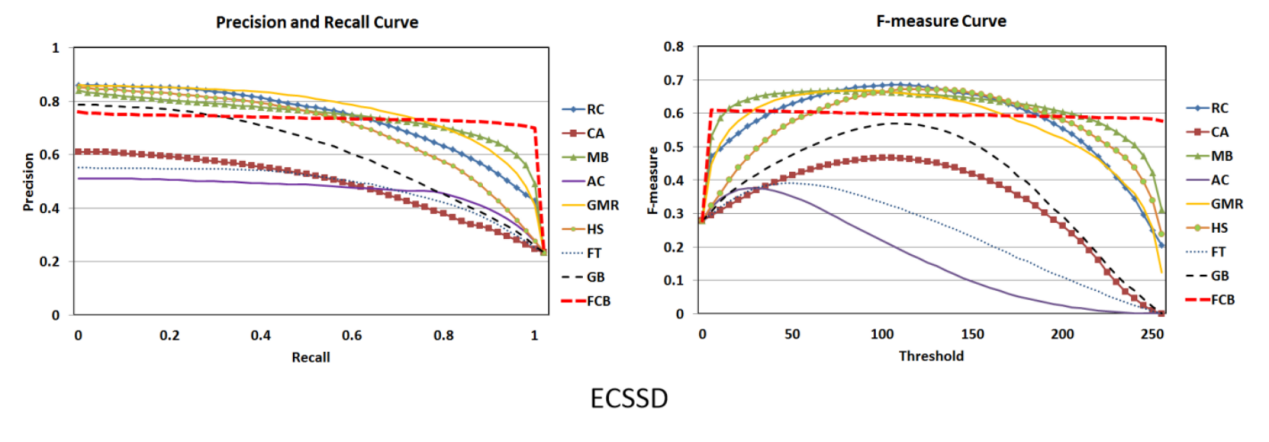 Precision and Recall Curve
1
0.8
0.6
0.4
0.2
0
Precision
0 0.2 0.4 0.6 0.8 1
Recall
RC
CA
MB
AC
GMR
HS
FT
GB
FCB
F-measure Curve
0.8
0.7
0.6
0.5
0.4
0.3
0.2
0.1
0
F-measure
0 50 100 150 200 250
Threshold
RC
CA
MB
AC
GMR
HS
FT
GB
FCB
ECSSD